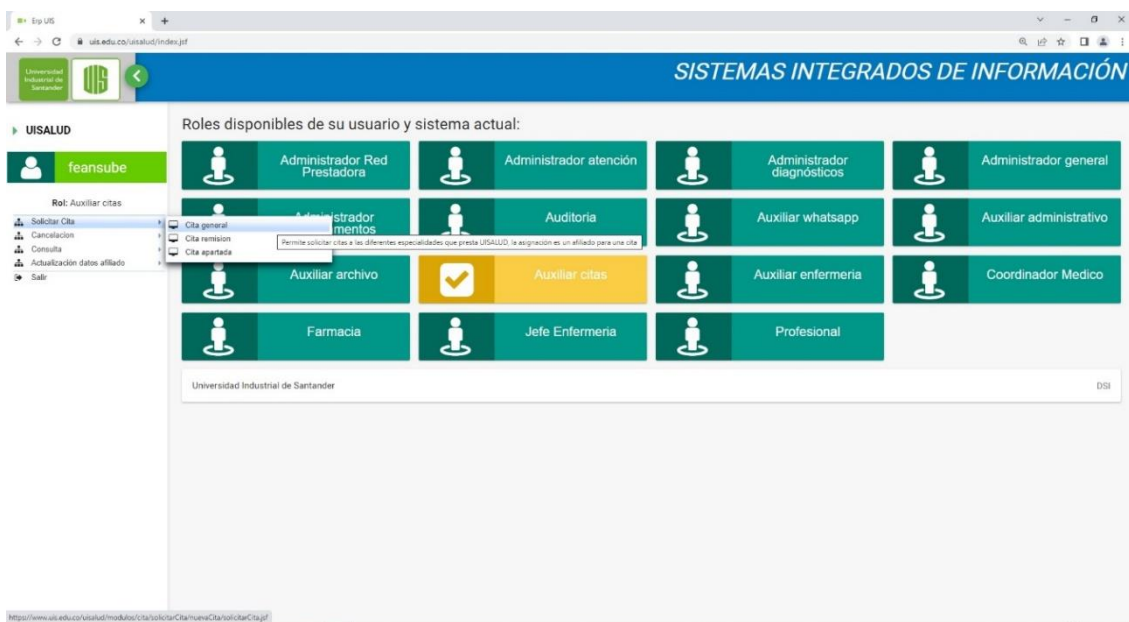 Erp UIS
uis.edu.co/uisalud/index.jsf
Universidad
Industrial de
Santander
UIS
SISTEMAS INTEGRADOS DE INFORMACIÓN
UISALUD
feansube
Rol: Auxiliar citas
Solicitar Cita
Cancelacion
Consulta
Actualización datos afiliado
Salir
Cita general
Cita remision
Cita apartada
Permite solicitar citas a las diferentes especialidades que presta UISALUD, la asignación es un afiliado para una cita
Roles disponibles de su usuario y sistema actual:
Administrador Red
Prestadora
Administrador atención
Administrador
diagnósticos
Administrador general
Auditoria
Auxiliar whatsapp
Auxiliar administrativo
Auxiliar archivo
Auxiliar citas
Auxiliar enfermeria
Coordinador Medico
Farmacia
Jefe Enfermeria
Profesional
Universidad Industrial de Santander
DSI
https://www.uis.edu.co/uisalud/modulos/cita/solicitarCita/nuevaCita/solicitarCita.jsf